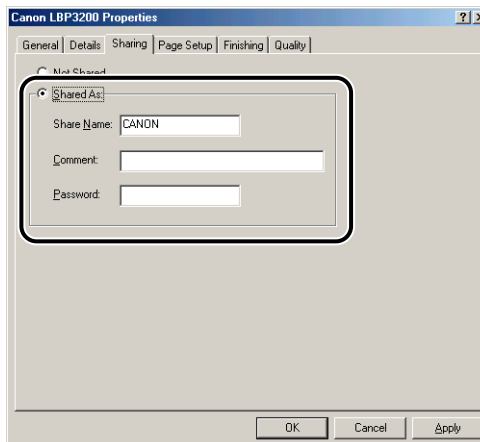 Canon LBP3200 Properties
General Details Sharing Page Setup Finishing Quality
Not Shared
Shared As:
Share Name: CANON
Comment:
Password:
OK Cancel Apply